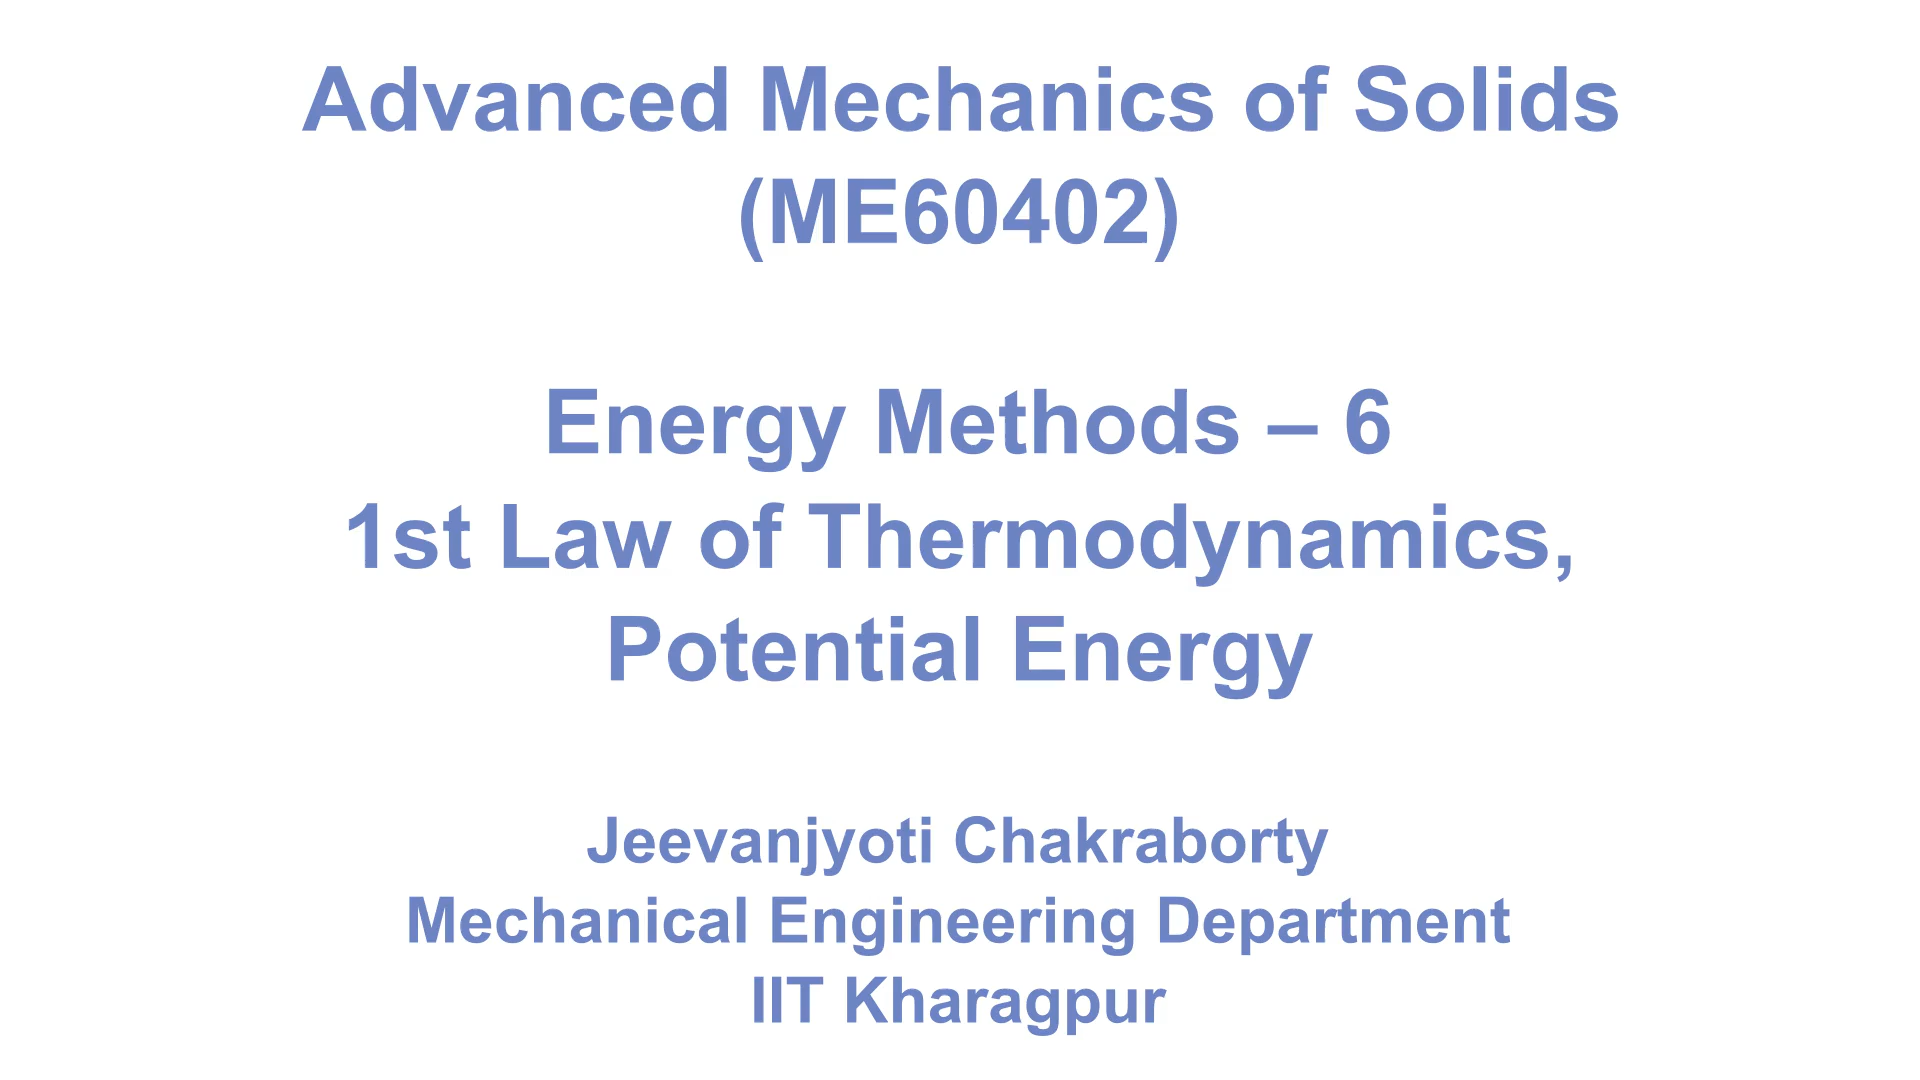 Advanced Mechanics of Solids
(ME60402)
Energy Methods – 6
1st Law of Thermodynamics,
Potential Energy
Jeevanjyoti Chakraborty
Mechanical Engineering Department
IIT Kharagpur